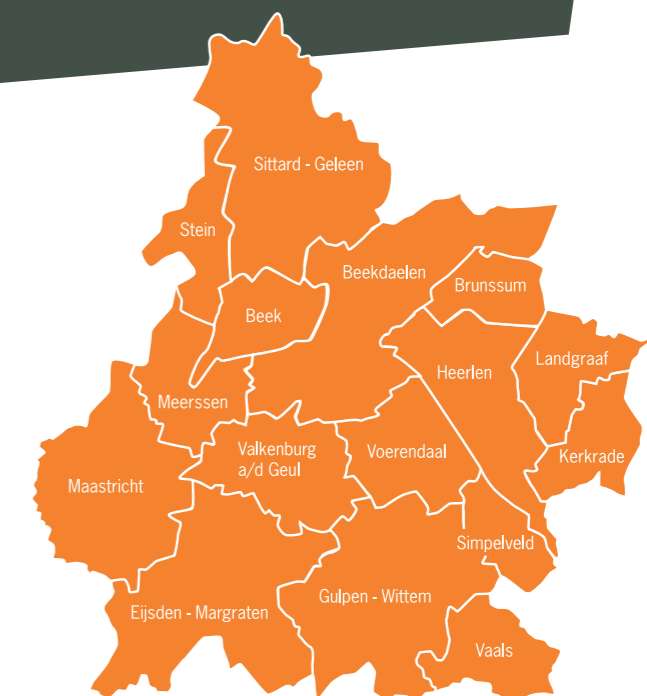 Sittard - Geleen
Stein
Beekdaelen
Brunssum
Beek
Landgraaf
Heerlen
Meerssen
Valkenburg
a/d Geul
Voerendaal
Kerkrade
Maastricht
Simpelveld
Gulpen - Wittem
Eijsden - Margraten
Vaals